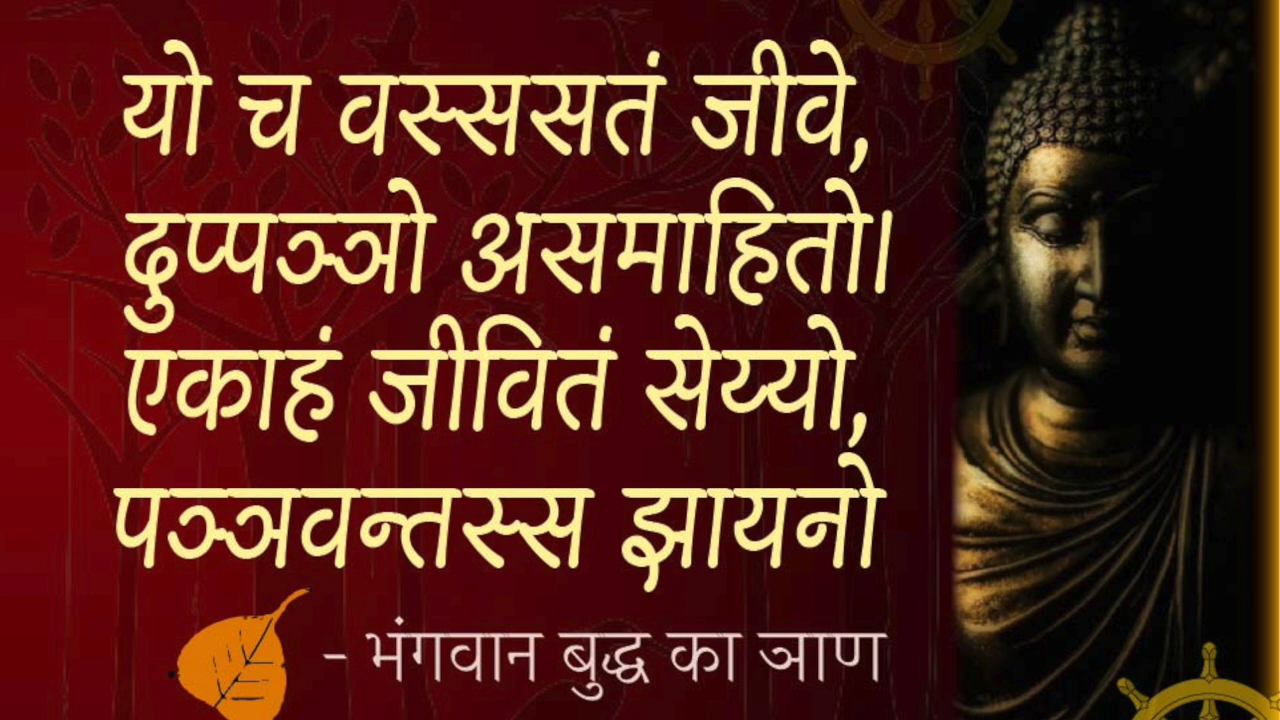 यो च वस्ससतं जीवे,
दुप्पञ्ञो असमाहितो।
एकाहं जीवितं सेय्यो,
पञ्ञवन्तस्स झायनो
- भंगवान बुद्ध का ञाण